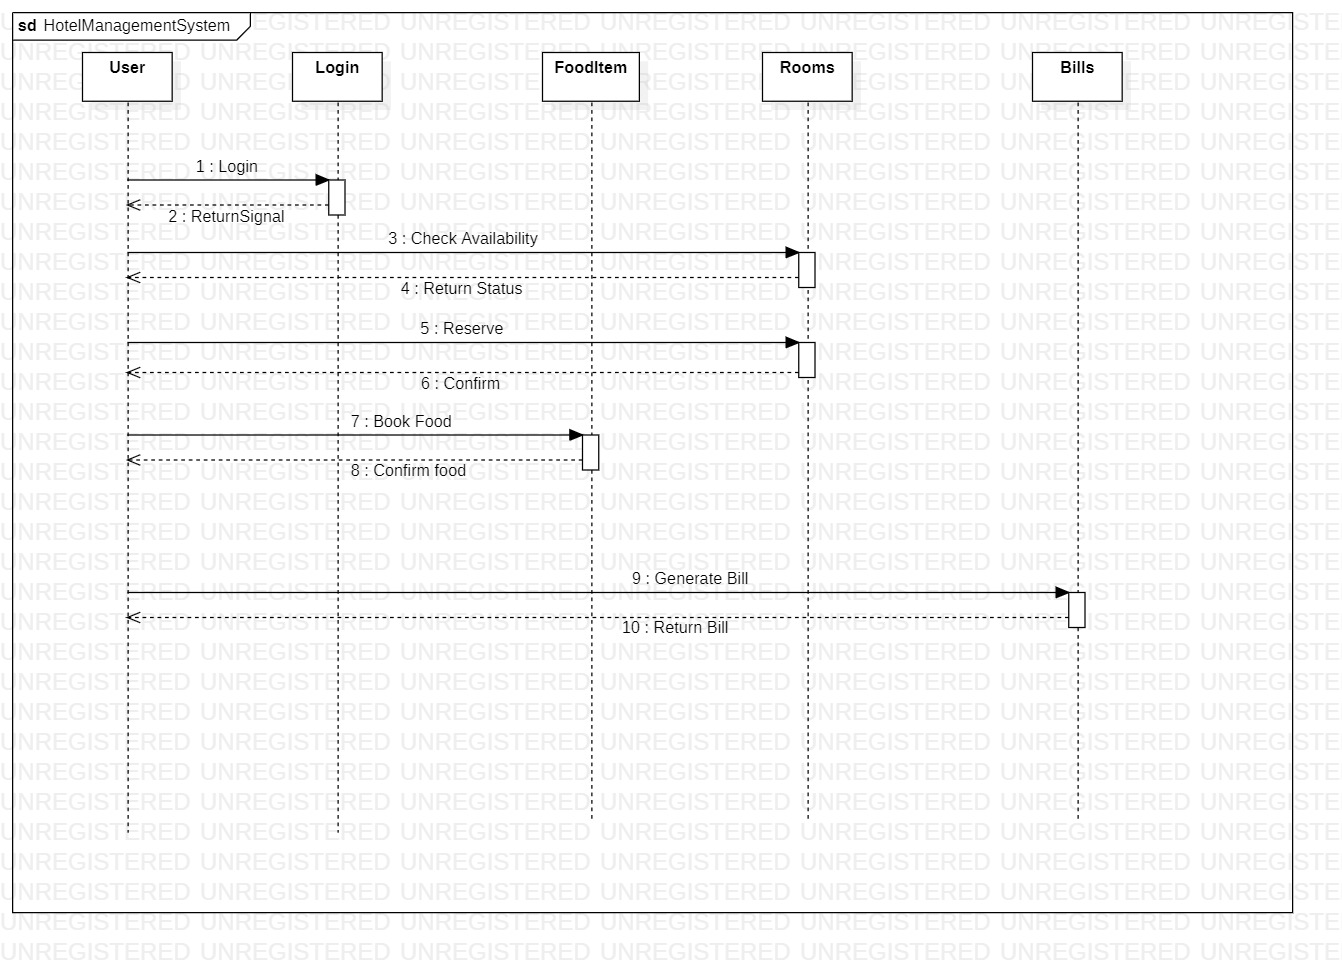 sd HotelManagementSystem
User
Login
FoodItem
Rooms
Bills
1 : Login
2 : ReturnSignal
3 : Check Availability
4 : Return Status
5 : Reserve
6 : Confirm
7 : Book Food
8 : Confirm food
9 : Generate Bill
10 : Return Bill
UNREGISTERED